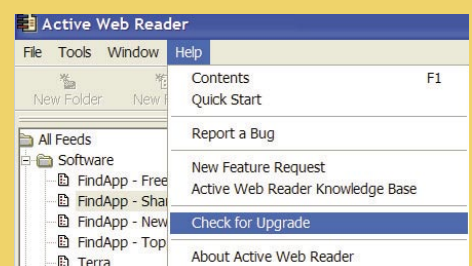 Active Web Reader
File Tools Window Help
New Folder New
Contents F1
Quick Start
Report a Bug
New Feature Request
Active Web Reader Knowledge Base
Check for Upgrade
About Active Web Reader
All Feeds
Software
FindApp - Free
FindApp - Shar
FindApp - New
FindApp - Top
Terra